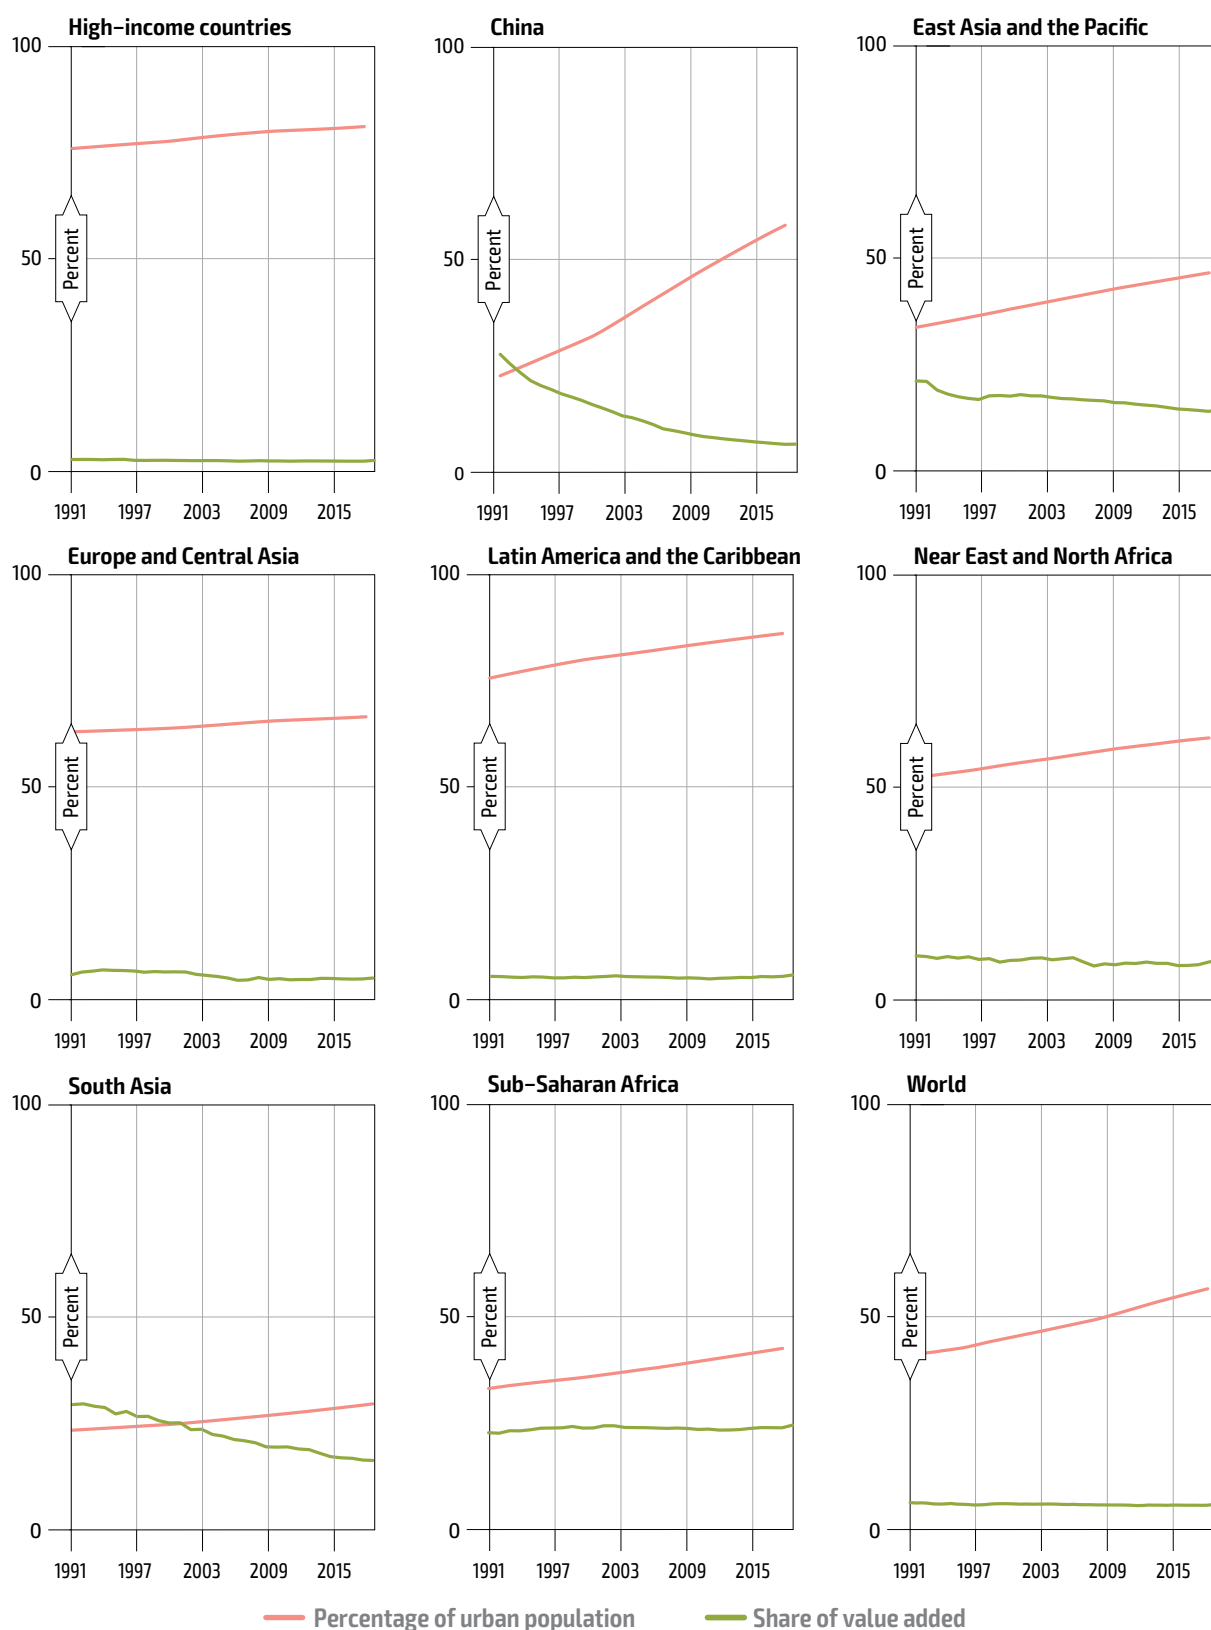 High-income countries
100
50
0
Percent
1991 1997 2003 2009 2015
China
100
50
0
Percent
1991 1997 2003 2009 2015
East Asia and the Pacific
100
50
0
Percent
1991 1997 2003 2009 2015
Europe and Central Asia
100
50
0
Percent
1991 1997 2003 2009 2015
Latin America and the Caribbean
100
50
0
Percent
1991 1997 2003 2009 2015
Near East and North Africa
100
50
0
Percent
1991 1997 2003 2009 2015
South Asia
100
50
0
Percent
1991 1997 2003 2009 2015
Sub-Saharan Africa
100
50
0
Percent
1991 1997 2003 2009 2015
World
100
50
0
Percent
1991 1997 2003 2009 2015
Percentage of urban population Share of value added